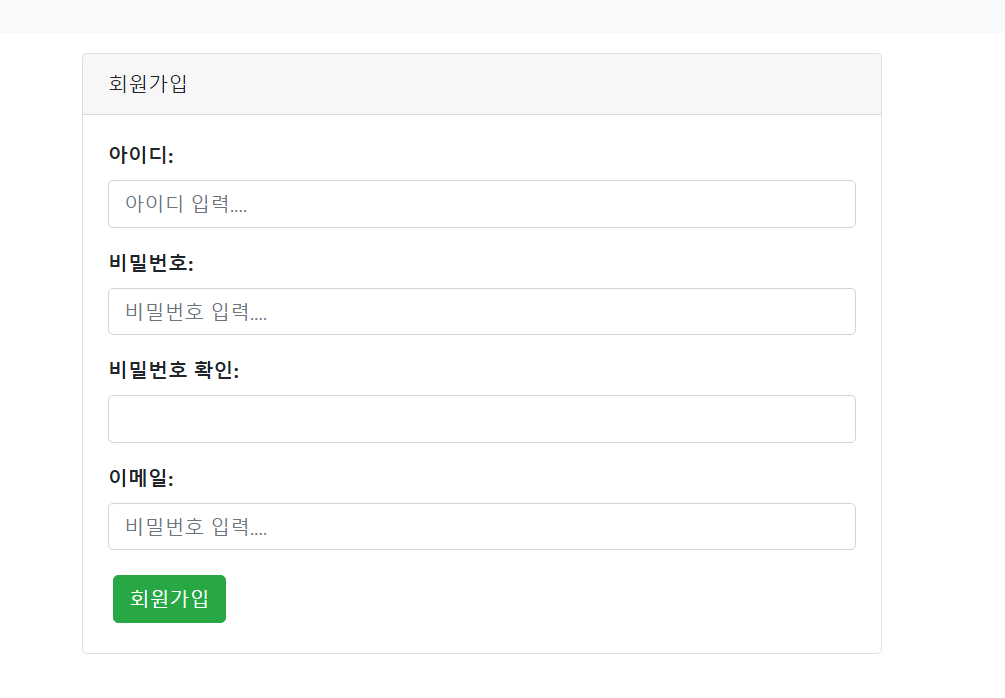 회원가입
아이디:
아이디 입력....
비밀번호:
비밀번호 입력....
비밀번호 확인:
이메일:
비밀번호 입력....
회원가입